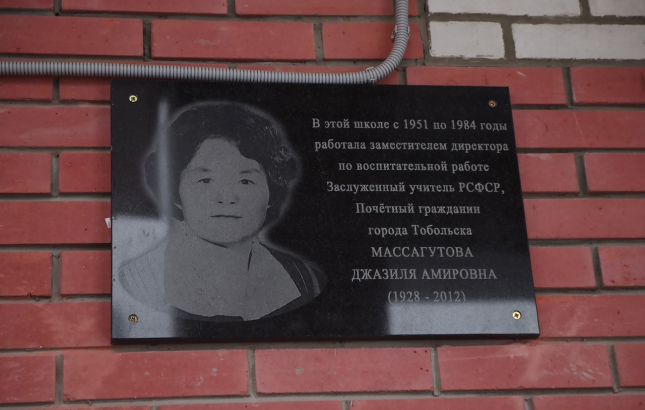 В этой школе с 1951 по 1984 годы
работала заместителем директора
по воспитательной работе
Заслуженный учитель РСФСР,
Почётный гражданин
города Тобольска
МАССАГУТОВА
ДЖАЗИЛЯ АМИРОВНА
(1928 - 2012)